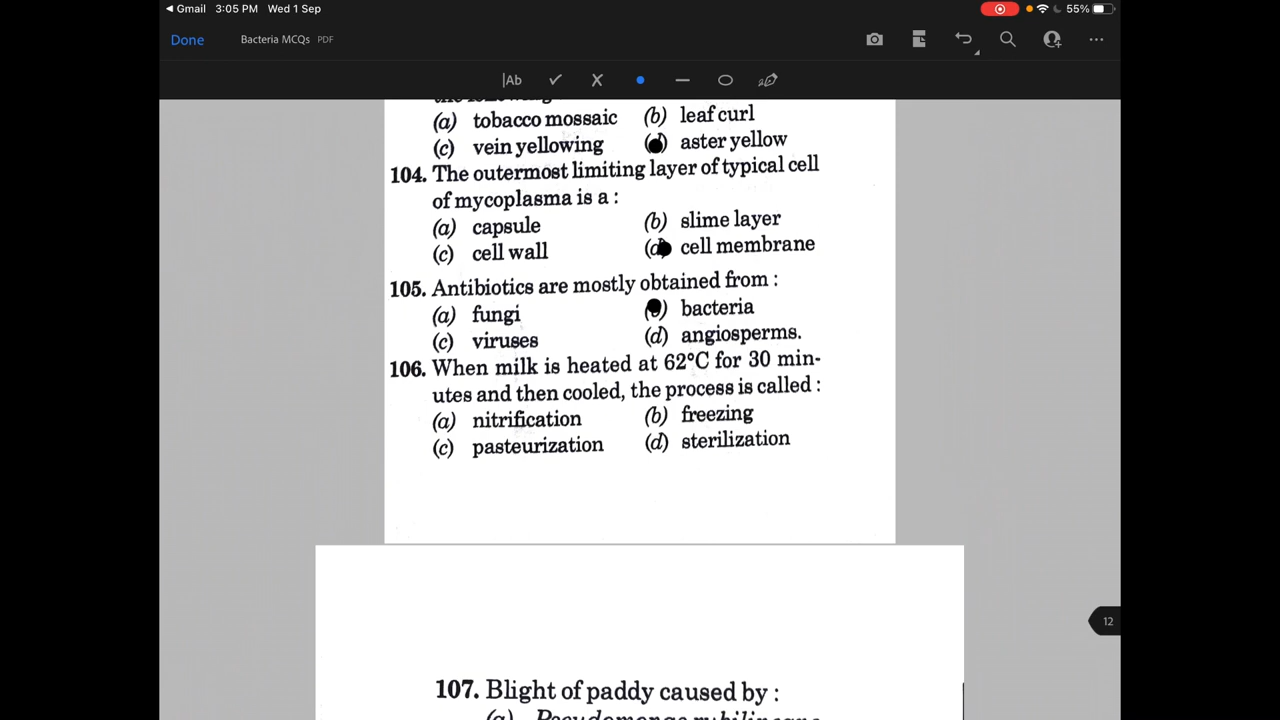 Gmail 3:05 PM Wed 1 Sep 55%
Done Bacteria MCQs PDF
|Ab
(a) tobacco mossaic (b) leaf curl
(c) vein yellowing aster yellow
104. The outermost limiting layer of typical cell
of mycoplasma is a :
(a) capsule (b) slime layer
(c) cell wall (d) cell membrane
105. Antibiotics are mostly obtained from :
(a) fungi bacteria
(c) viruses (d) angiosperms.
106. When milk is heated at 62°C for 30 min-
utes and then cooled, the process is called :
(a) nitrification (b) freezing
(c) pasteurization (d) sterilization
12
107. Blight of paddy caused by :
(a)